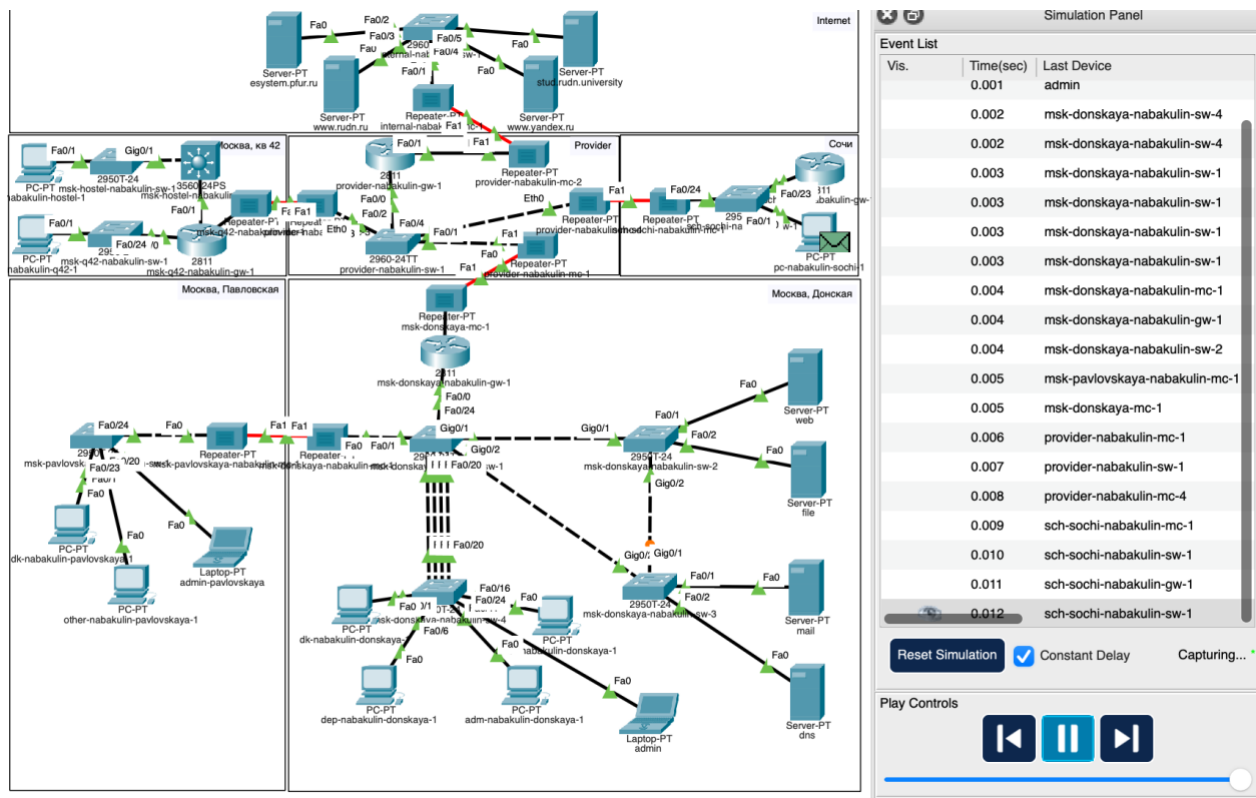 Internet
Fa0
Fa0/2
Fa0/3
Fa0/5
Fa0
Fa0/4
Fa0/1
Fa0
Server-PT
esystem.pfur.ru
Server-PT
stud.rudn.university
Server-PT
www.rudn.ru
Server-PT
www.yandex.ru
Fa1
Москва, кв 42
Fa0/1
Gig0/1
2950T-24
3560-24PS
PC-PT
msk-hostel-nabakulin-sw-1
Fa0/1
Fa0/1
Fa0/24
PC-PT
msk-q42-nabakulin-sw-1
2811
msk-q42-nabakulin-gw-1
Provider
Fa0/1
Fa1
2811
provider-nabakulin-gw-1
Repeater-PT
provider-nabakulin-mc-2
Fa0/0
Fa0/2
Fa1
Eth0
Fa0/4
Fa0/1
Eth0
Fa1
Fa0
2960-24TT
provider-nabakulin-sw-1
Repeater-PT
provider-nabakulin-mc-1
Fa1
Сочи
Fa1
Fa0/24
Fa0/23
Fa0/1
PC-PT
pc-nabakulin-sochi-1
Москва, Павловская
Fa0/24
Fa0
Fa1
Repeater-PT
Fa0/23
Fa0
PC-PT
dk-nabakulin-pavlovskaya-1
Fa0
PC-PT
other-nabakulin-pavlovskaya-1
Fa0
Laptop-PT
admin-pavlovskaya
Москва, Донская
Repeater-PT
msk-donskaya-mc-1
2811
msk-donskaya-nabakulin-gw-1
Fa0/0
Fa0/24
Gig0/1
Gig0/2
Fa1
Fa0
Fa0/1
Fa0/20
Gig0/1
Fa0/1
Fa0/2
2950T-24
msk-donskaya-nabakulin-sw-2
Gig0/2
Fa0
Server-PT
web
Fa0
Server-PT
file
Gig0/1
Fa0/1
Fa0/2
2950T-24
msk-donskaya-nabakulin-sw-3
Fa0
Server-PT
mail
Fa0
Server-PT
dns
Fa0/20
Fa0/16
Fa0/24
Fa0
Fa0/6
Fa0
PC-PT
PC-PT
Fa0
PC-PT
dep-nabakulin-donskaya-1
Fa0
PC-PT
adm-nabakulin-donskaya-1
Fa0
Laptop-PT
admin
Simulation Panel
Event List
Vis. Time(sec) Last Device
0.001 admin
0.002 msk-donskaya-nabakulin-sw-4
0.002 msk-donskaya-nabakulin-sw-4
0.003 msk-donskaya-nabakulin-sw-1
0.003 msk-donskaya-nabakulin-sw-1
0.003 msk-donskaya-nabakulin-sw-1
0.003 msk-donskaya-nabakulin-sw-1
0.004 msk-donskaya-nabakulin-mc-1
0.004 msk-donskaya-nabakulin-gw-1
0.004 msk-donskaya-nabakulin-sw-2
0.005 msk-pavlovskaya-nabakulin-mc-1
0.005 msk-donskaya-mc-1
0.006 provider-nabakulin-mc-1
0.007 provider-nabakulin-sw-1
0.008 provider-nabakulin-mc-4
0.009 sch-sochi-nabakulin-mc-1
0.010 sch-sochi-nabakulin-sw-1
0.011 sch-sochi-nabakulin-gw-1
0.012 sch-sochi-nabakulin-sw-1
Reset Simulation
Constant Delay
Capturing...
Play Controls